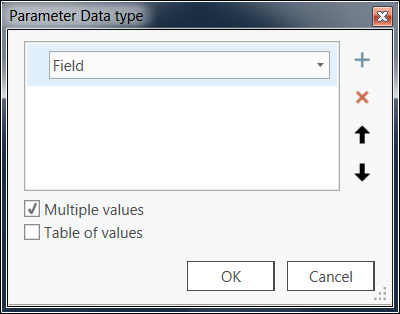 Parameter Data type
Field
Multiple values
Table of values
OK Cancel